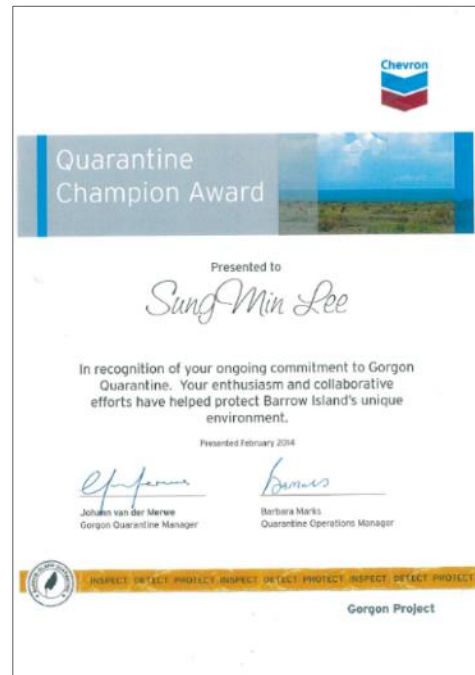 Chevron
Quarantine
Champion Award
Presented to
Sung Min Lee
In recognition of your ongoing commitment to Gorgon
Quarantine. Your enthusiasm and collaborative
efforts have helped protect Barrow Island's unique
environment.
Presented February 2014
Johann van der Merwe
Gorgon Quarantine Manager
Barbara Marks
Quarantine Operations Manager
INSPECT DETECT PROTECT INSPECT DETECT PROTECT INSPECT DETECT PROTECT
Gorgon Project